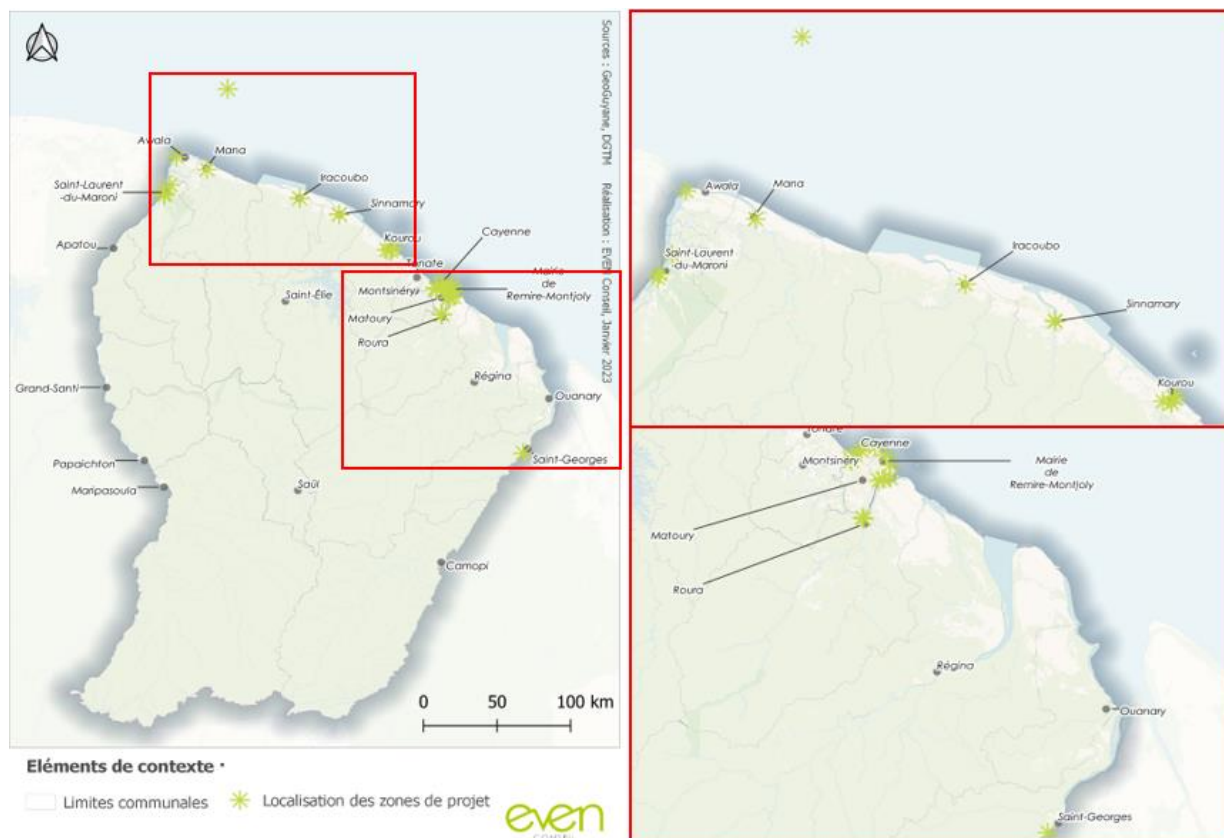 Sources : GeoGuyane, DGTM Réalisation : EVEN Conseil, Janvier 2023
Awala
Mana
Saint-Laurent
-du-Maroni
Iracoubo
Sinnamary
Apatou
Kourou
Cayenne
Tonate
Saint-Élie
Montsinéry
Mairie
de
Remire-Montjoly
Matoury
Roura
Grand-Santi
Régina
Ouanary
Papaichton
Saint-Georges
Maripasoula
Saül
Camopi
0 50 100 km
Eléments de contexte
Limites communales
Localisation des zones de projet
even
CONSEIL
Awala
Mana
Saint-Laurent
du-Maroni
Iracoubo
Sinnamary
Kourou
Tonate
Cayenne
Montsinéry
Mairie
de
Remire-Montjoly
Matoury
Roura
Régina
Ouanary
Saint-Georges